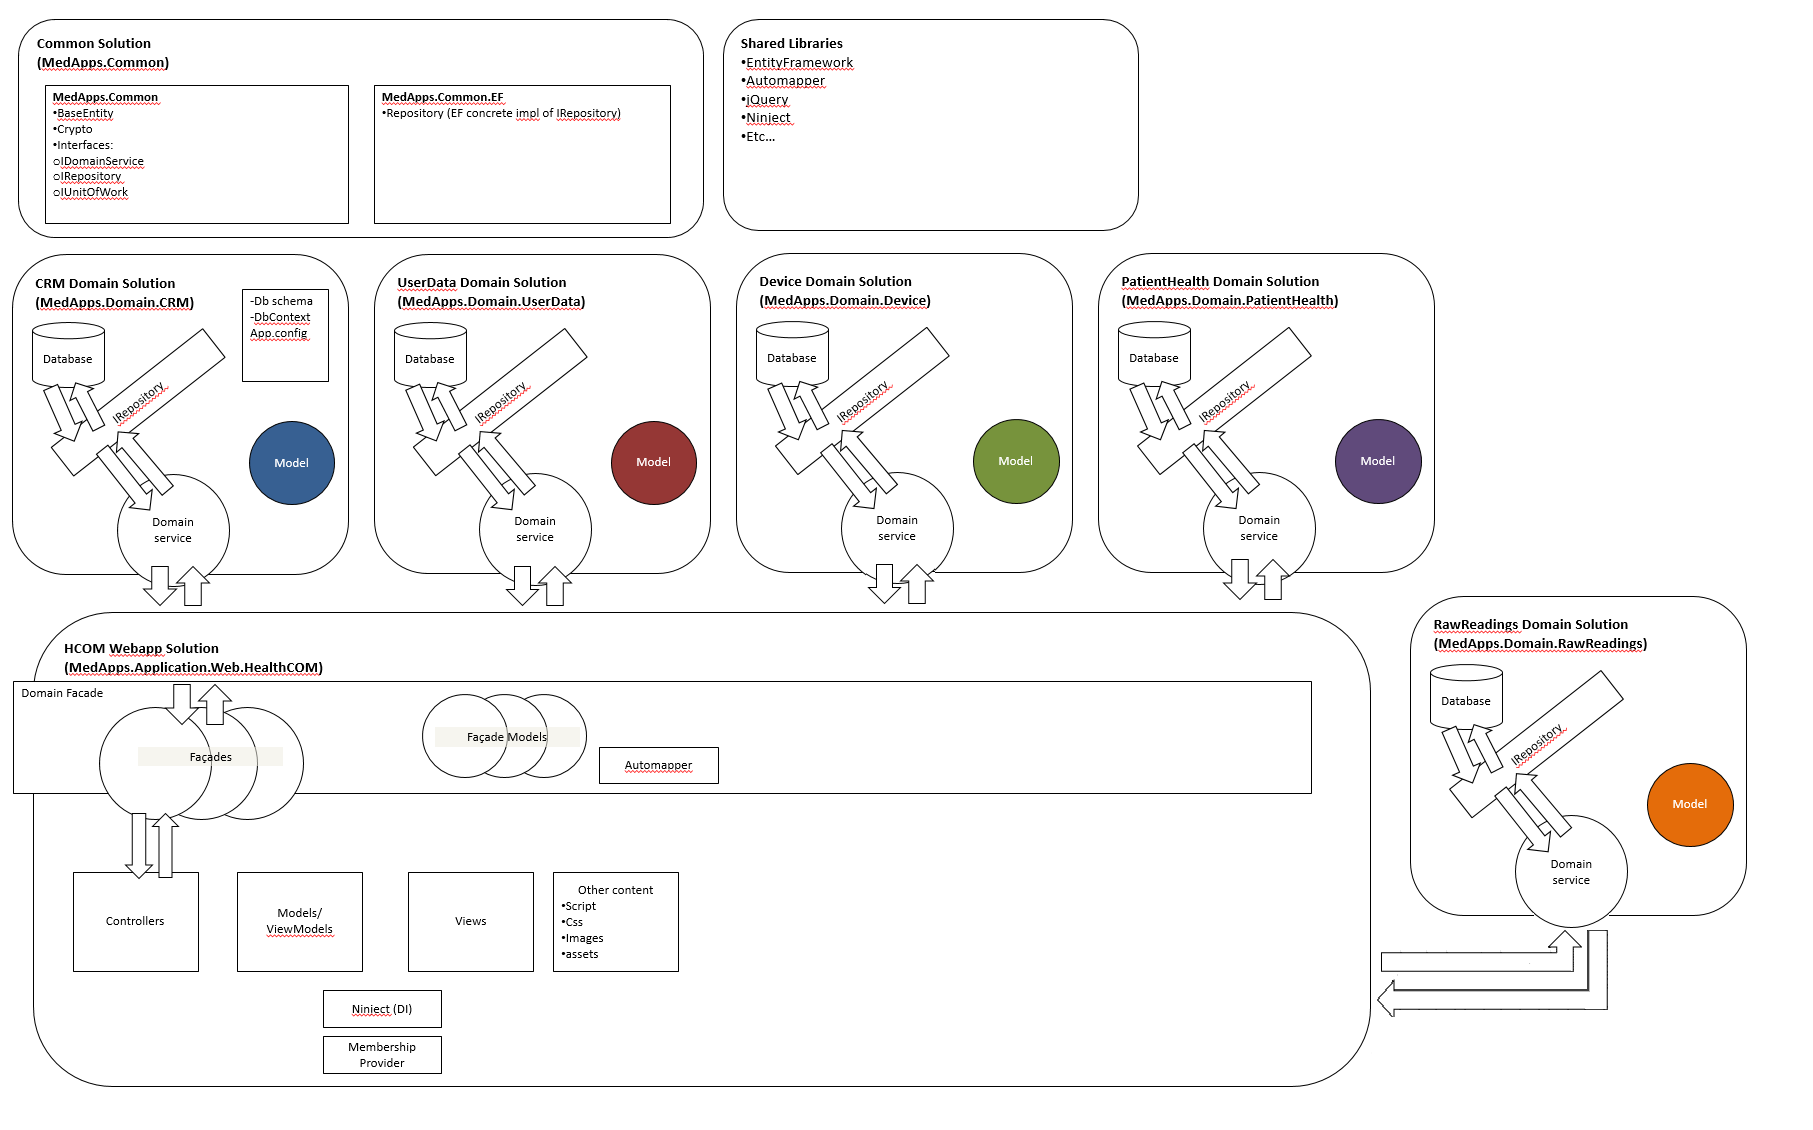 Common Solution
(MedApps.Common)
MedApps.Common
•BaseEntity
•Crypto
•Interfaces:
oIDomainService
oIRepository
oIUnitOfWork
MedApps.Common.EF
•Repository (EF concrete impl of IRepository)
Shared Libraries
•EntityFramework
•Automapper
•jQuery
•Ninject
•Etc...
CRM Domain Solution
(MedApps.Domain.CRM)
-Db schema
-DbContext
App.config
Database
IRepository
Model
Domain
service
UserData Domain Solution
(MedApps.Domain.UserData)
Database
IRepository
Model
Domain
service
Device Domain Solution
(MedApps.Domain.Device)
Database
IRepository
Model
Domain
service
PatientHealth Domain Solution
(MedApps.Domain.PatientHealth)
Database
IRepository
Model
Domain
service
HCOM Webapp Solution
(MedApps.Application.Web.HealthCOM)
Domain Facade
Façades
Façade Models
Automapper
Controllers
Models/
ViewModels
Views
Other content
•Script
•Css
•Images
•assets
Ninject (DI)
Membership
Provider
RawReadings Domain Solution
(MedApps.Domain.RawReadings)
Database
IRepository
Model
Domain
service